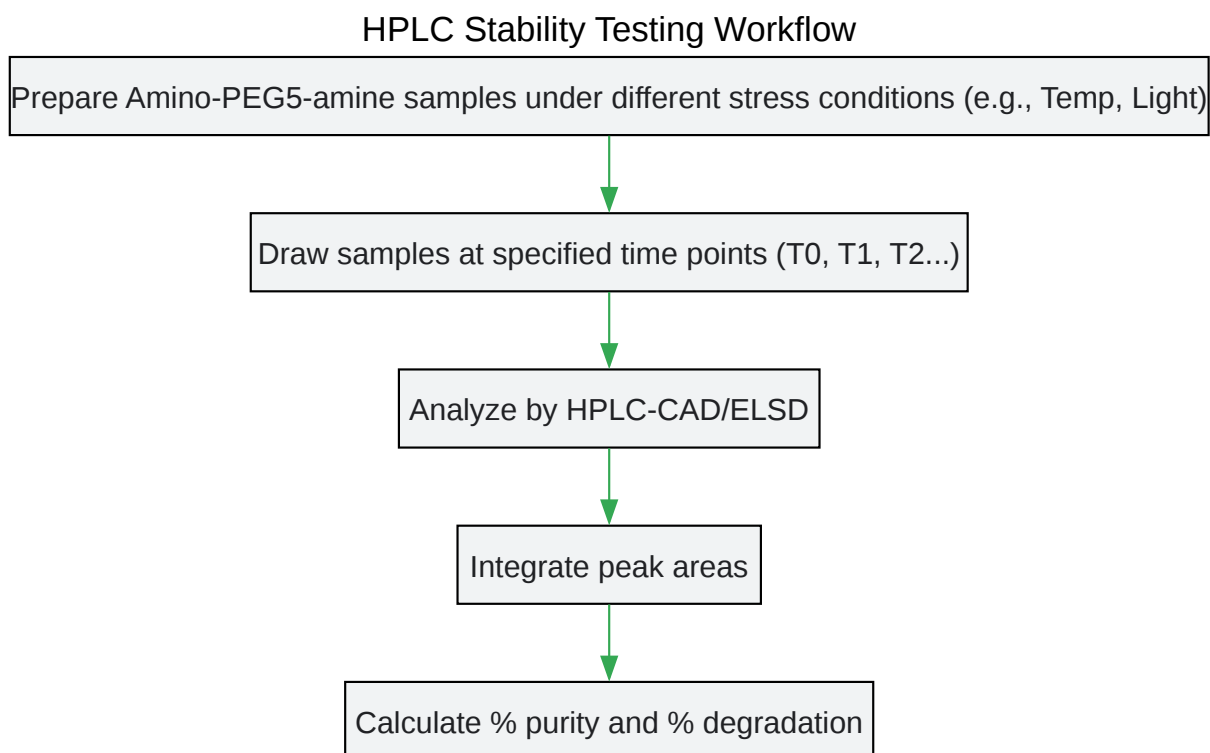 HPLC Stability Testing Workflow
Prepare Amino-PEG5-amine samples under different stress conditions (e.g., Temp, Light)
Draw samples at specified time points (T0, T1, T2...)
Analyze by HPLC-CAD/ELSD
Integrate peak areas
Calculate % purity and % degradation